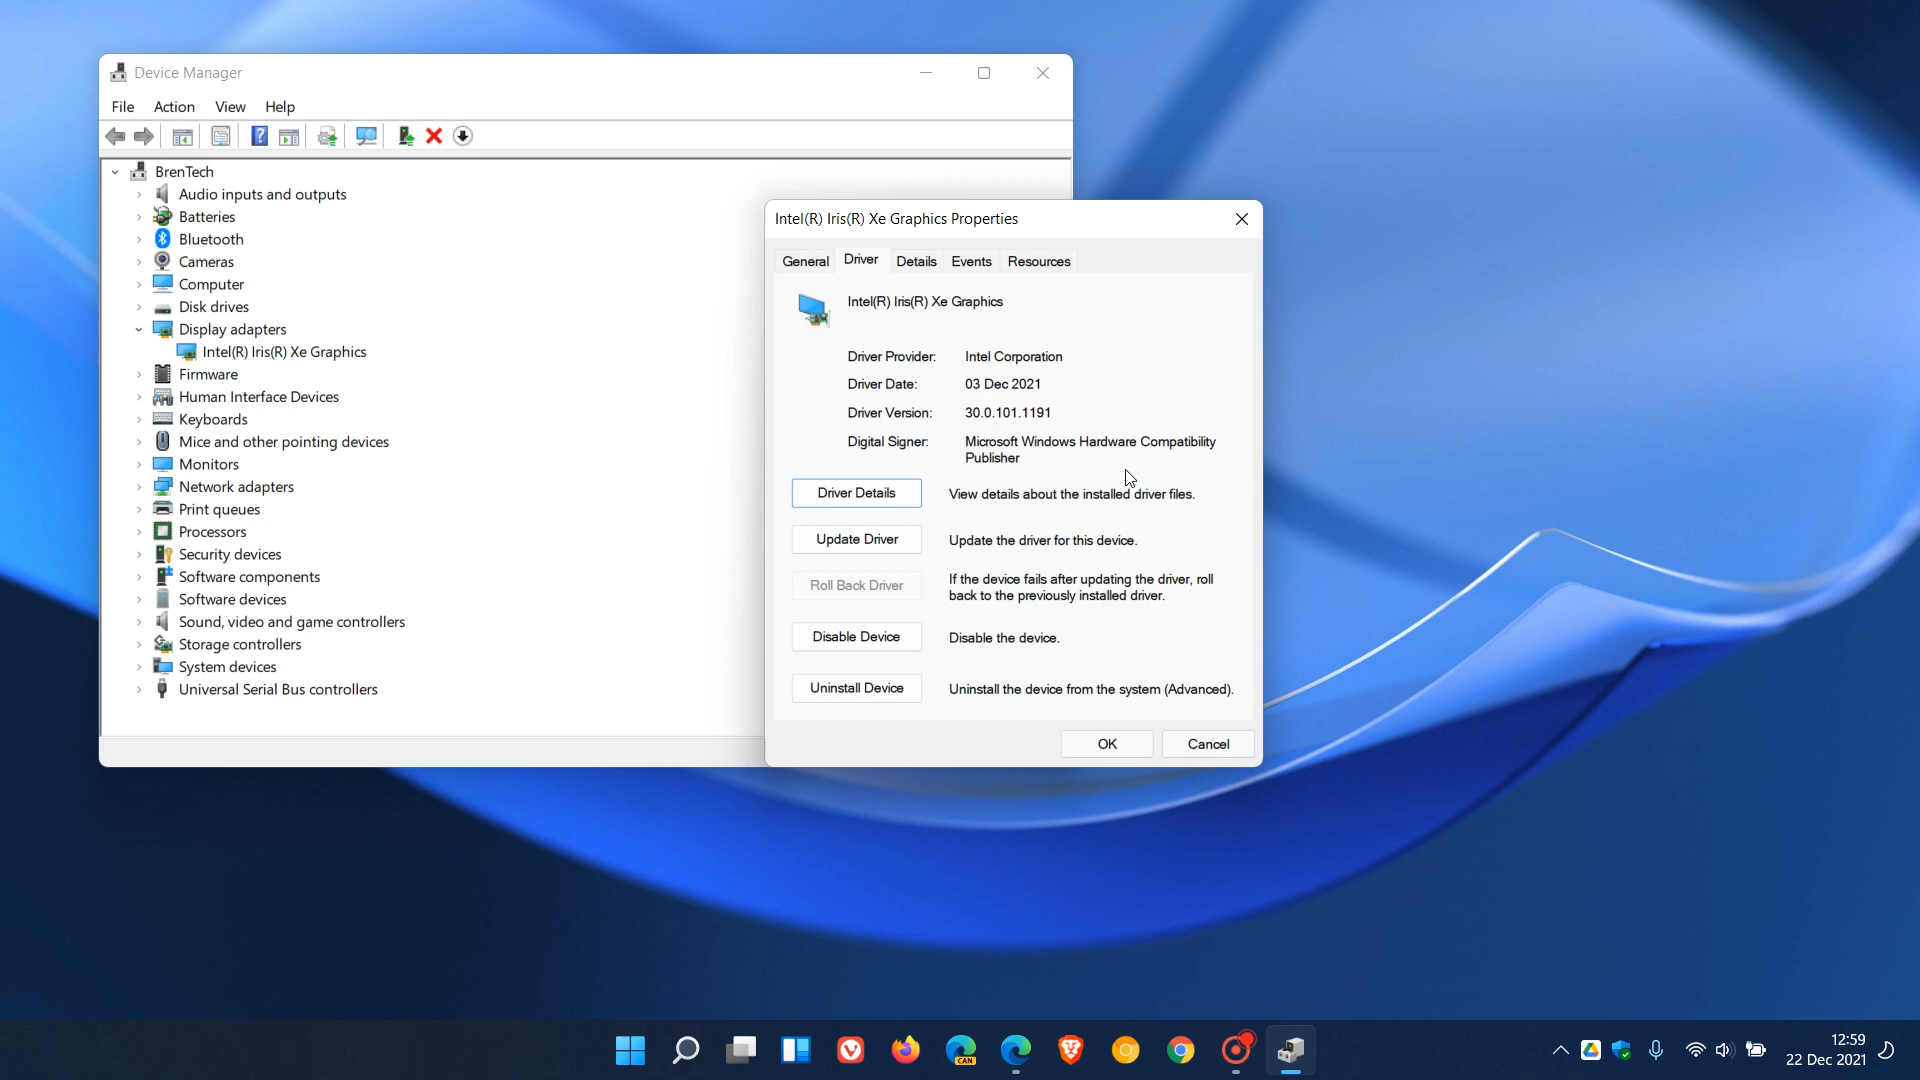 Device Manager
File Action View Help
BrenTech
Audio inputs and outputs
Batteries
Bluetooth
Cameras
Computer
Disk drives
Display adapters
Intel(R) Iris(R) Xe Graphics
Firmware
Human Interface Devices
Keyboards
Mice and other pointing devices
Monitors
Network adapters
Print queues
Processors
Security devices
Software components
Software devices
Sound, video and game controllers
Storage controllers
System devices
Universal Serial Bus controllers
Intel(R) Iris(R) Xe Graphics Properties
General Driver Details Events Resources
Intel(R) Iris(R) Xe Graphics
Driver Provider: Intel Corporation
Driver Date: 03 Dec 2021
Driver Version: 30.0.101.1191
Digital Signer: Microsoft Windows Hardware Compatibility
Publisher
Driver Details View details about the installed driver files.
Update Driver Update the driver for this device.
Roll Back Driver If the device fails after updating the driver, roll
back to the previously installed driver.
Disable Device Disable the device.
Uninstall Device Uninstall the device from the system (Advanced).
OK Cancel
CAN
12:59
22 Dec 2021